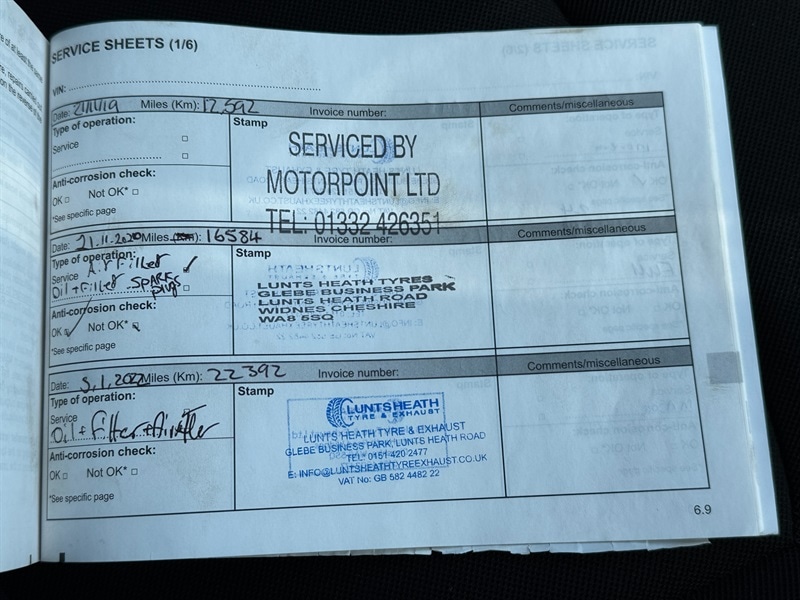 SERVICE SHEETS (1/6)
VIN:
Date: 2/11/19 Miles (Km): 12,592 Invoice number: Comments/miscellaneous
Type of operation: Stamp
Service
SERVICED BY
MOTORPOINT LTD
TEL: 01332 426351
Anti-corrosion check:
OK Not OK*
*See specific page
Date: 21.11.2020 Miles (Km): 16584 Invoice number: Comments/miscellaneous
Type of operation: Stamp
Service Air Filter ✓
Oil + Filter Spark plugs
LUNTS HEATH TYRES
GLEBE BUSINESS PARK
LUNTS HEATH ROAD
WIDNES CHESHIRE
WA8 5SQ
Anti-corrosion check:
OK ✓ Not OK*
*See specific page
Date: 5.1.2022 Miles (Km): 22392 Invoice number: Comments/miscellaneous
Type of operation: Stamp
Service
Oil + Filter + Air Filter
LUNTSHEATH
TYRE & EXHAUST
LUNTS HEATH TYRE & EXHAUST
GLEBE BUSINESS PARK, LUNTS HEATH ROAD
TEL: 0151 420 2477
E: INFO@LUNTSHEATHTYREEXHAUST.CO.UK
VAT No: GB 582 4482 22
Anti-corrosion check:
OK Not OK*
*See specific page
6.9